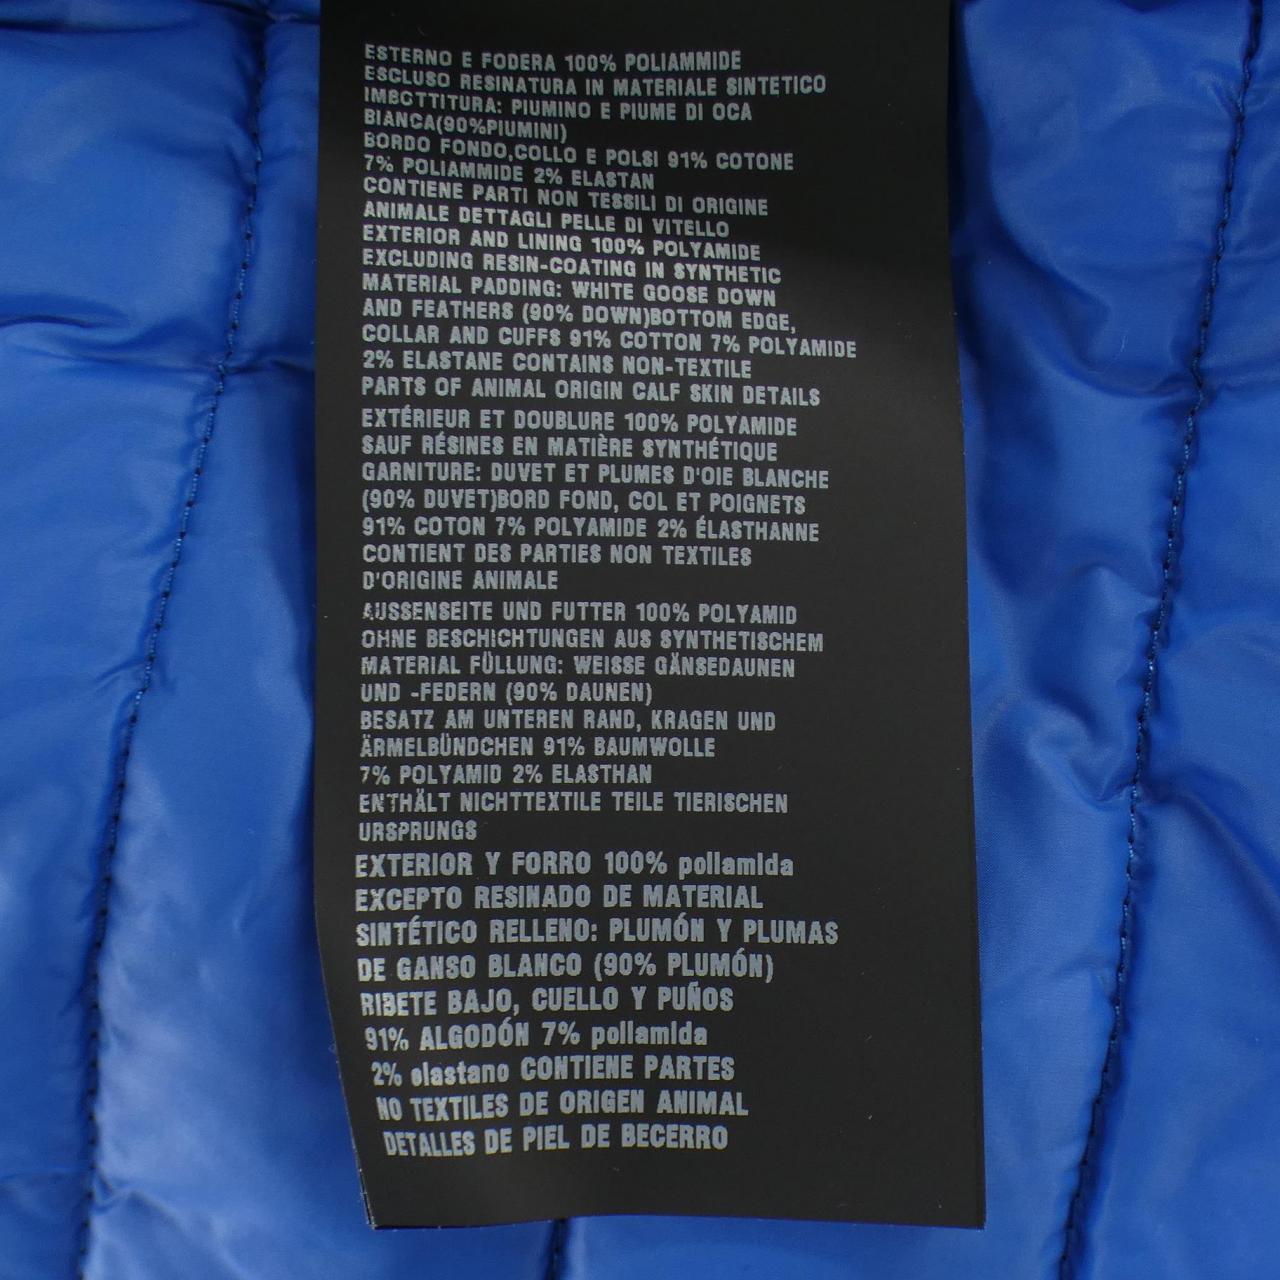 ESTERNO E FODERA 100% POLIAMMIDE
ESCLUSO RESINATURA IN MATERIALE SINTETICO
IMBOTTITURA: PIUMINO E PIUME DI OCA
BIANCA(90%PIUMINI)
BORDO FONDO,COLLO E POLSI 91% COTONE
7% POLIAMMIDE 2% ELASTAN
CONTIENE PARTI NON TESSILI DI ORIGINE
ANIMALE DETTAGLI PELLE DI VITELLO
EXTERIOR AND LINING 100% POLYAMIDE
EXCLUDING RESIN-COATING IN SYNTHETIC
MATERIAL PADDING: WHITE GOOSE DOWN
AND FEATHERS (90% DOWN)BOTTOM EDGE,
COLLAR AND CUFFS 91% COTTON 7% POLYAMIDE
2% ELASTANE CONTAINS NON-TEXTILE
PARTS OF ANIMAL ORIGIN CALF SKIN DETAILS
EXTÉRIEUR ET DOUBLURE 100% POLYAMIDE
SAUF RÉSINES EN MATIÈRE SYNTHÉTIQUE
GARNITURE: DUVET ET PLUMES D'OIE BLANCHE
(90% DUVET)BORD FOND, COL ET POIGNETS
91% COTON 7% POLYAMIDE 2% ÉLASTHANNE
CONTIENT DES PARTIES NON TEXTILES
D'ORIGINE ANIMALE
AUSSENSEITE UND FUTTER 100% POLYAMID
OHNE BESCHICHTUNGEN AUS SYNTHETISCHEM
MATERIAL FÜLLUNG: WEISSE GÄNSEDAUNEN
UND -FEDERN (90% DAUNEN)
BESATZ AM UNTEREN RAND, KRAGEN UND
ÄRMELBÜNDCHEN 91% BAUMWOLLE
7% POLYAMID 2% ELASTHAN
ENTHÄLT NICHTTEXTILE TEILE TIERISCHEN
URSPRUNGS
EXTERIOR Y FORRO 100% poliamida
EXCEPTO RESINADO DE MATERIAL
SINTÉTICO RELLENO: PLUMÓN Y PLUMAS
DE GANSO BLANCO (90% PLUMÓN)
RIBETE BAJO, CUELLO Y PUÑOS
91% ALGODÓN 7% poliamida
2% elastano CONTIENE PARTES
NO TEXTILES DE ORIGEN ANIMAL
DETALLES DE PIEL DE BECERRO